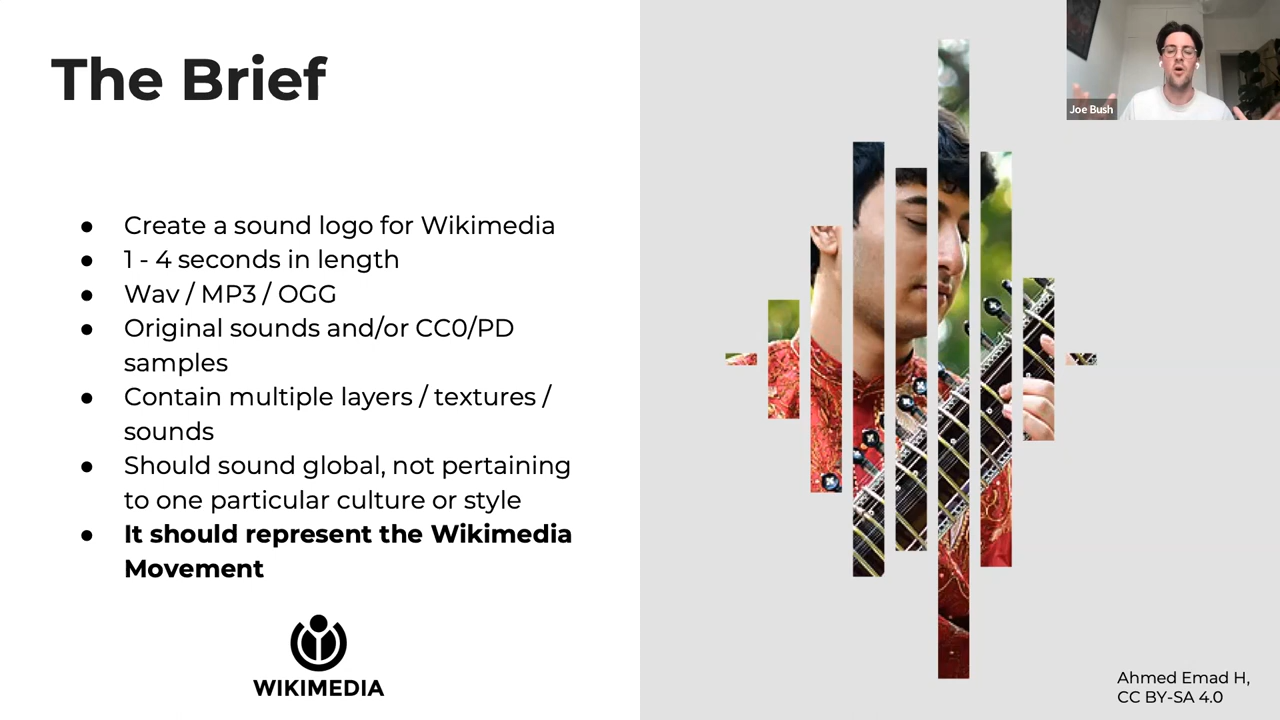 The Brief
● Create a sound logo for Wikimedia
● 1 - 4 seconds in length
● Wav / MP3 / OGG
● Original sounds and/or CC0/PD
samples
● Contain multiple layers / textures /
sounds
● Should sound global, not pertaining
to one particular culture or style
● It should represent the Wikimedia
Movement
WIKIMEDIA
Joe Bush
Ahmed Emad H,
CC BY-SA 4.0